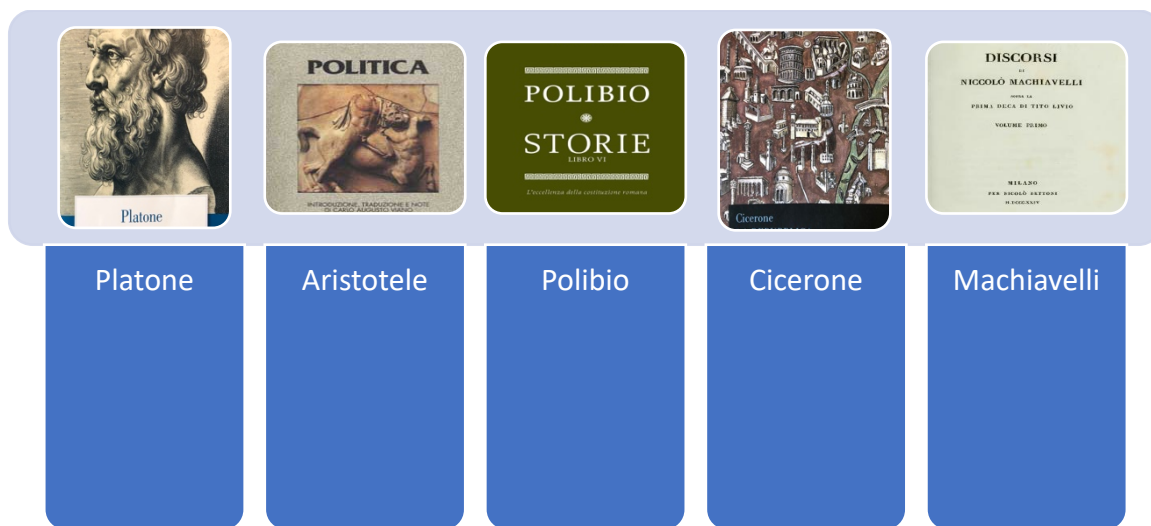 Platone
POLITICA
INTRODUZIONE, TRADUZIONE E NOTE
DI CARLO AUGUSTO VIANO
POLIBIO
STORIE
LIBRO VI
L'eccellenza della costituzione romana
Cicerone
DISCORSI
DI
NICCOLÒ MACHIAVELLI
SOPRA LA
PRIMA DECA DI TITO LIVIO
VOLUME PRIMO
MILANO
PER NICOLÒ BETTONI
Platone
Aristotele
Polibio
Cicerone
Machiavelli